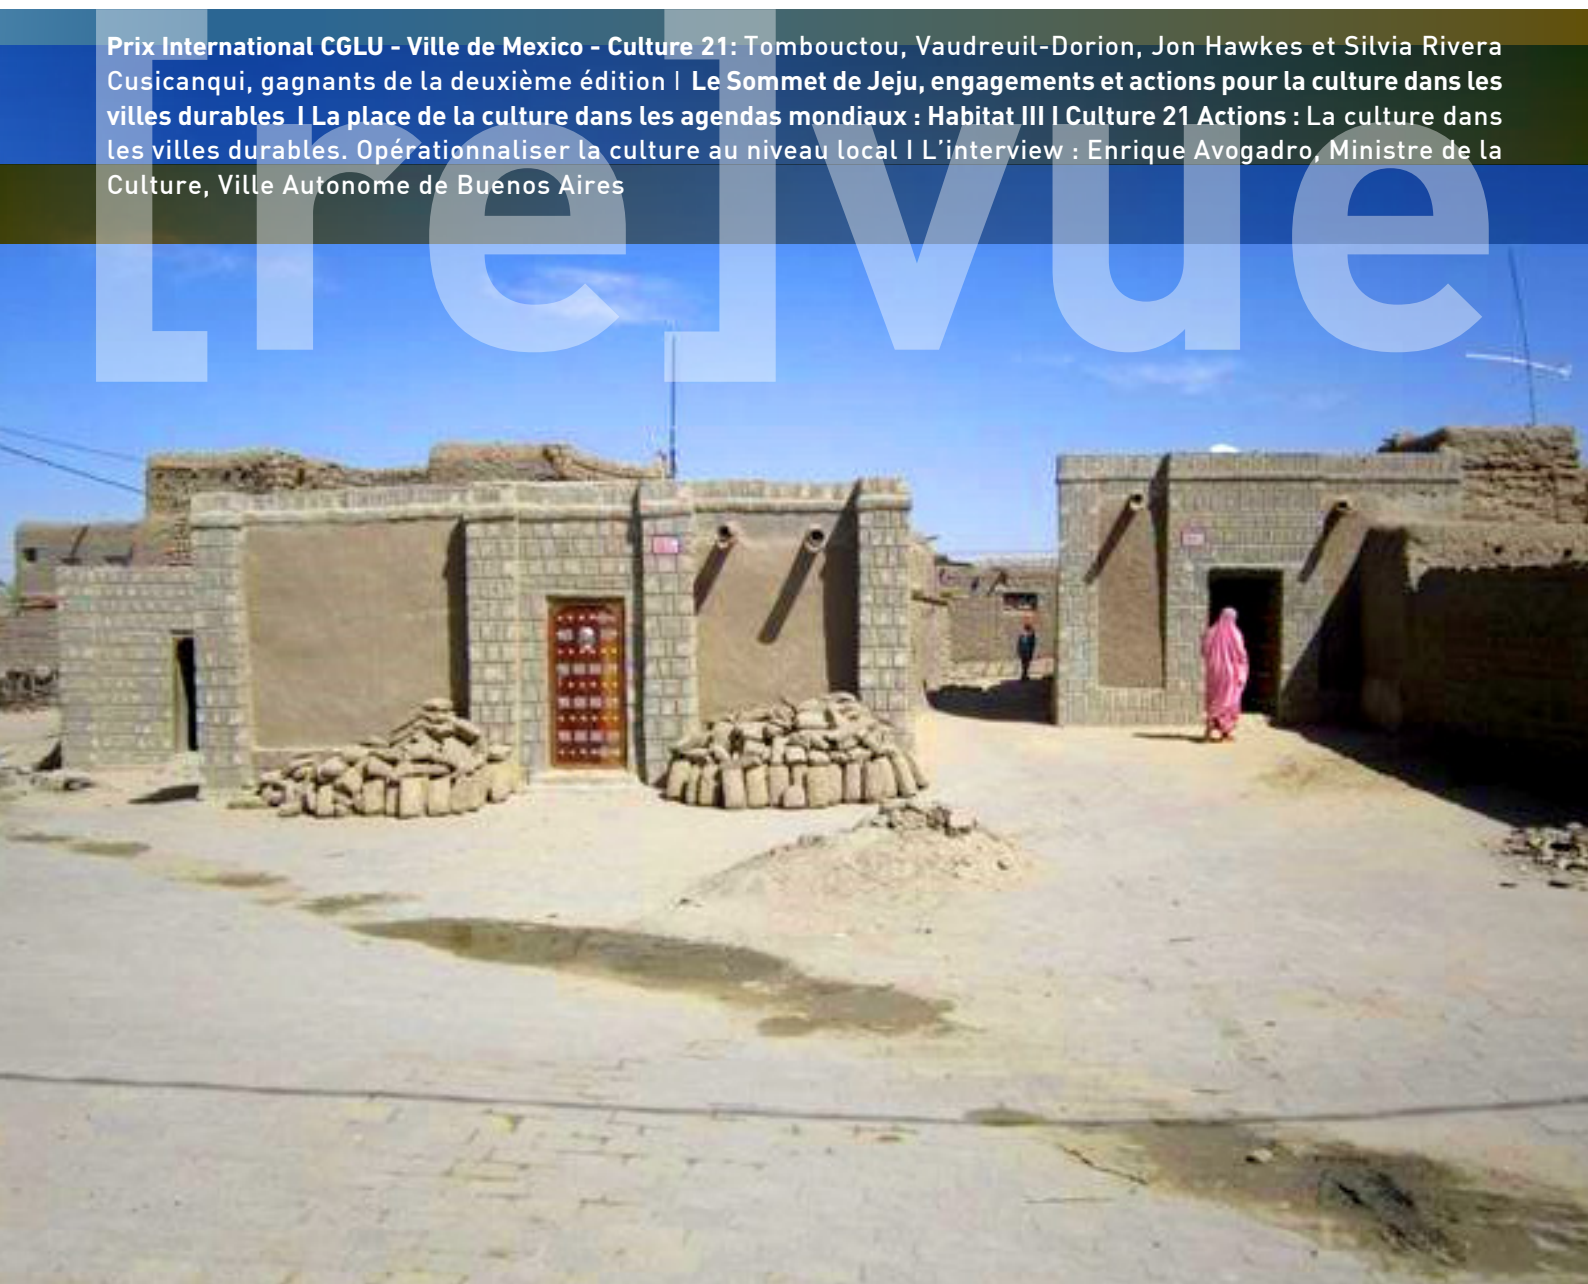 Prix International CGLU - Ville de Mexico - Culture 21: Tombouctou, Vaudreuil-Dorion, Jon Hawkes et Silvia Rivera
Cusicanqui, gagnants de la deuxième édition | Le Sommet de Jeju, engagements et actions pour la culture dans les
villes durables I La place de la culture dans les agendas mondiaux : Habitat III I Culture 21 Actions : La culture dans
les villes durables. Opérationnaliser la culture au niveau local I L'interview : Enrique Avogadro, Ministre de la
Culture, Ville Autonome de Buenos Aires
[re]vue